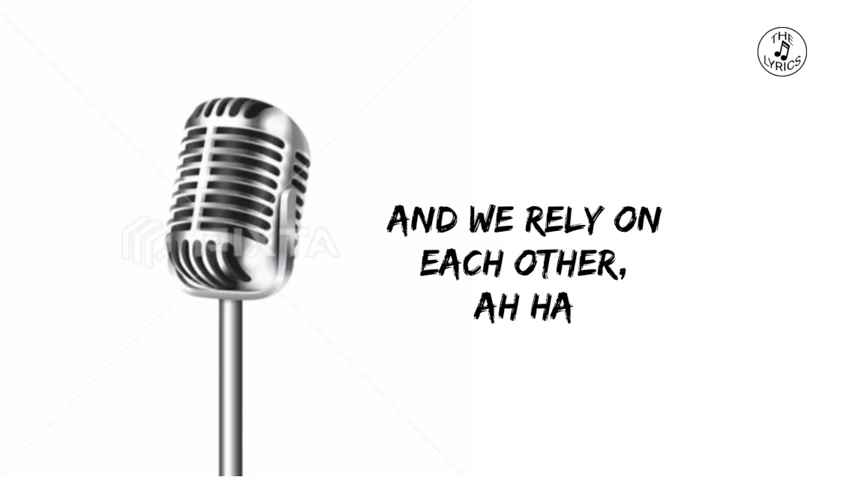 THE
LYRICS
AND WE RELY ON
EACH OTHER,
AH HA